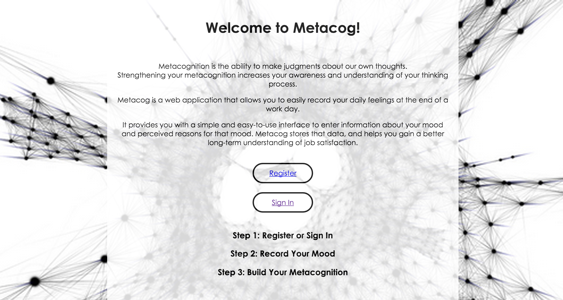 Welcome to Metacog!
Metacognition is the ability to make judgments about our own thoughts.
Strengthening your metacognition increases your awareness and understanding of your thinking
process.
Metacog is a web application that allows you to easily record your daily feelings at the end of a
work day.
It provides you with a simple and easy-to-use interface to enter information about your mood
and perceived reasons for that mood. Metacog stores that data, and helps you gain a better
long-term understanding of job satisfaction.
Register
Sign In
Step 1: Register or Sign In
Step 2: Record Your Mood
Step 3: Build Your Metacognition